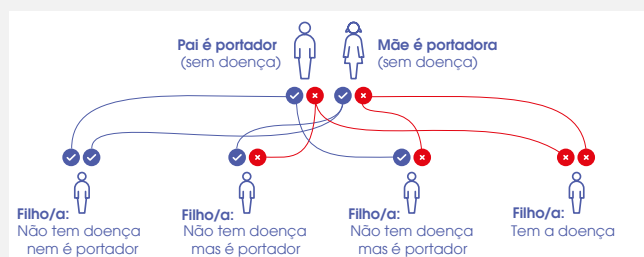 Pai é portador
(sem doença)
Mãe é portadora
(sem doença)
Filho/a:
Não tem doença
nem é portador
Filho/a:
Não tem doença
mas é portador
Filho/a:
Não tem doença
mas é portador
Filho/a:
Tem a doença